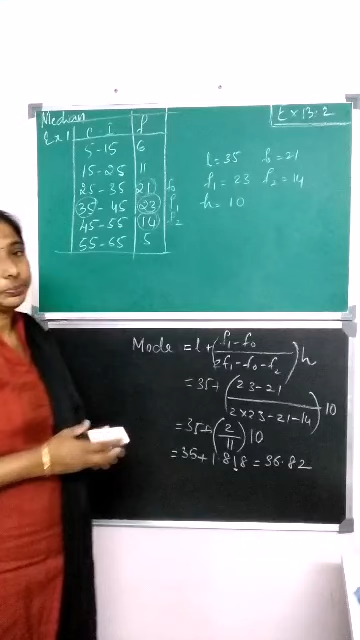 Median
Ex 1
Ex 13.2
C.I f
5-15 6
15-25 11
25-35 21 f0
35-45 23 f1
45-55 14 f2
55-65 5
l=35 f0=21
f1=23 f2=14
h=10
Mode = l+(f1-f0/2f1-f0-f2)h
=35+(23-21/2×23-21-14)10
=35+(2/11)10
=35+1.818=36.82